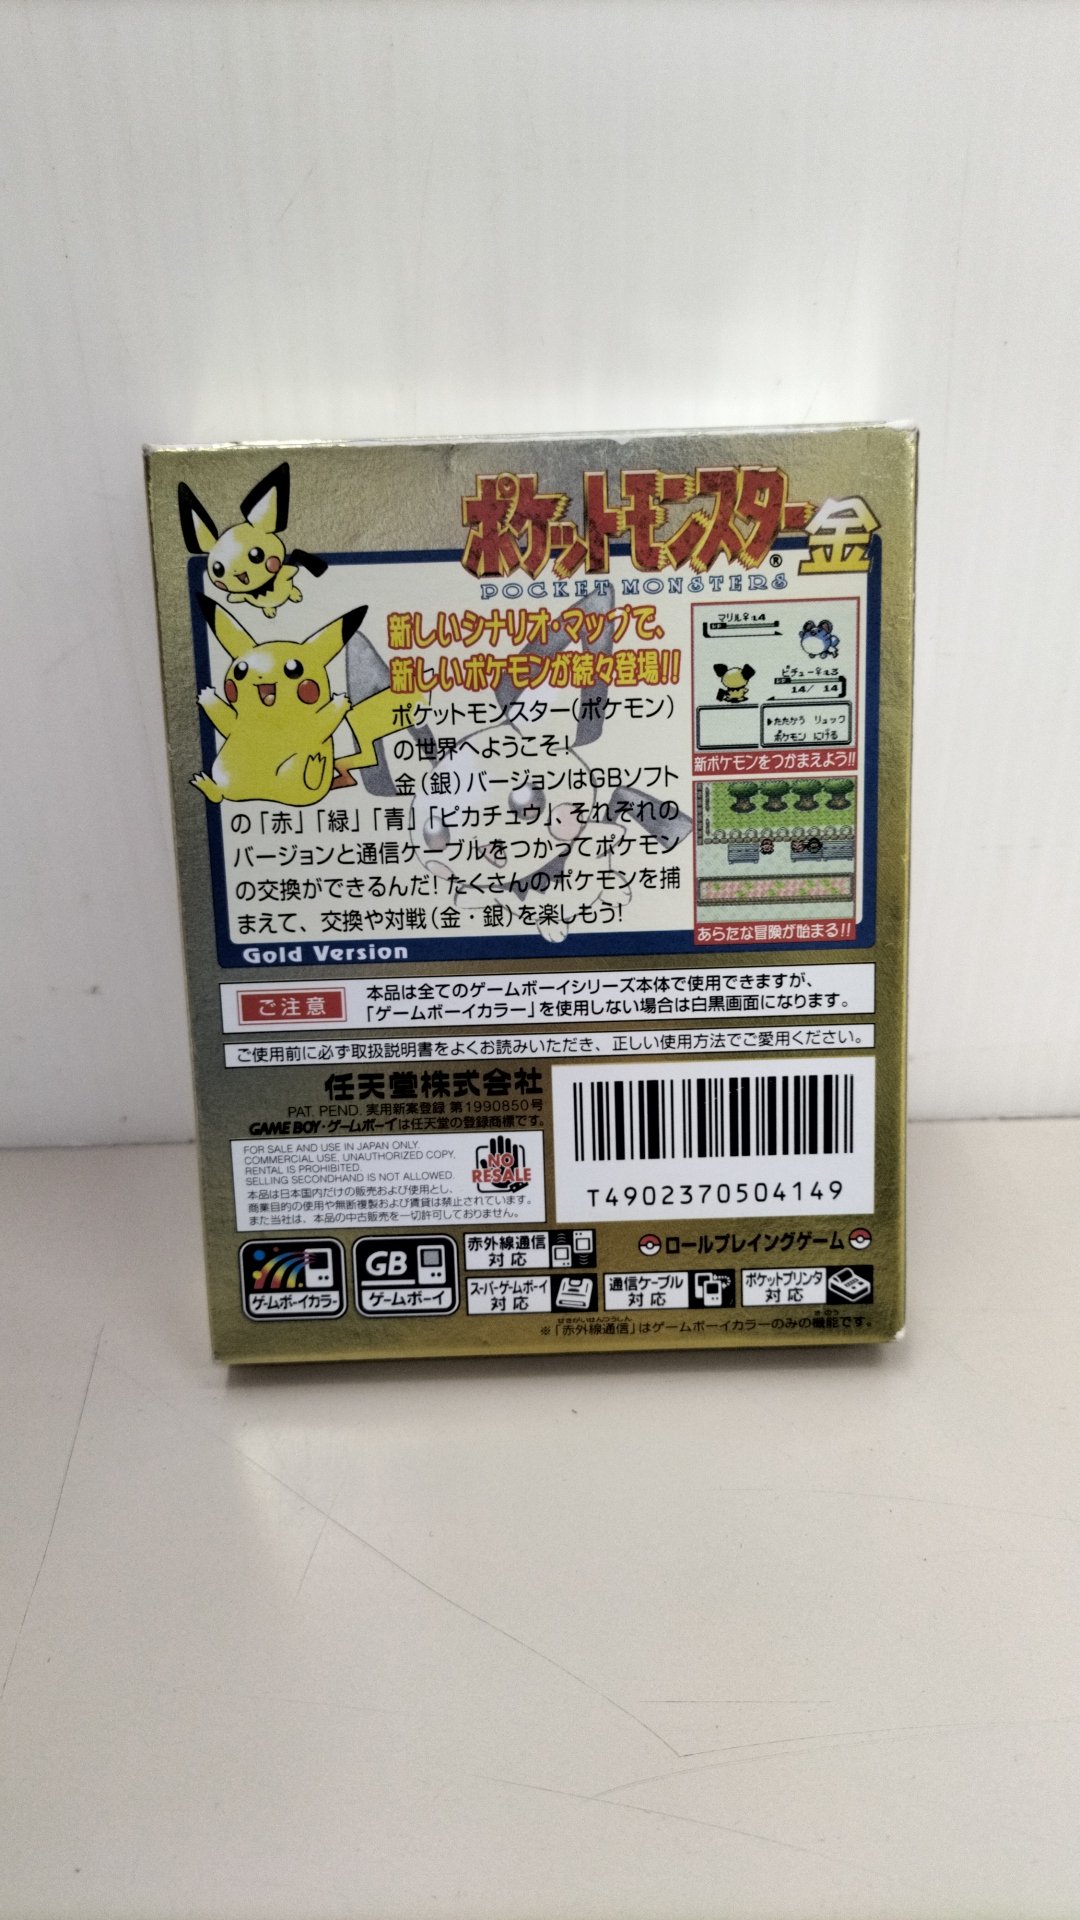 ポケットモンスター金
POCKET MONSTERS®
新しいシナリオ・マップで、
新しいポケモンが続々登場!!
ポケットモンスター(ポケモン)
の世界へようこそ!
金(銀)バージョンはGBソフト
の「赤」「緑」「青」「ピカチュウ」、それぞれの
バージョンと通信ケーブルをつかってポケモン
の交換ができるんだ!たくさんのポケモンを捕
まえて、交換や対戦(金・銀)を楽しもう!
Gold Version
マリル♀14
ピチュー♀13
14/ 14
▶たたかう リュック
ポケモン にげる
新ポケモンをつかまえよう!!
あらたな冒険が始まる!!
ご注意
本品は全てのゲームボーイシリーズ本体で使用できますが、
「ゲームボーイカラー」を使用しない場合は白黒画面になります。
ご使用前に必ず取扱説明書をよくお読みいただき、正しい使用方法でご愛用ください。
任天堂株式会社
PAT. PEND. 実用新案登録 第1990850号
GAME BOY・ゲームボーイは任天堂の登録商標です。
FOR SALE AND USE IN JAPAN ONLY.
COMMERCIAL USE, UNAUTHORIZED COPY,
RENTAL IS PROHIBITED.
SELLING SECONDHAND IS NOT ALLOWED.
本品は日本国内だけの販売および使用とし、
商業目的の使用や無断複製および賃貸は禁止されています。
また当社は、本品の中古販売を一切許可しておりません。
NO
RESALE
T4902370504149
ゲームボーイカラー
GB
ゲームボーイ
赤外線通信
対応
ロールプレイングゲーム
スーパーゲームボーイ
対応
通信ケーブル
対応
ポケットプリンタ
対応
※「赤外線通信」はゲームボーイカラーのみの機能です。